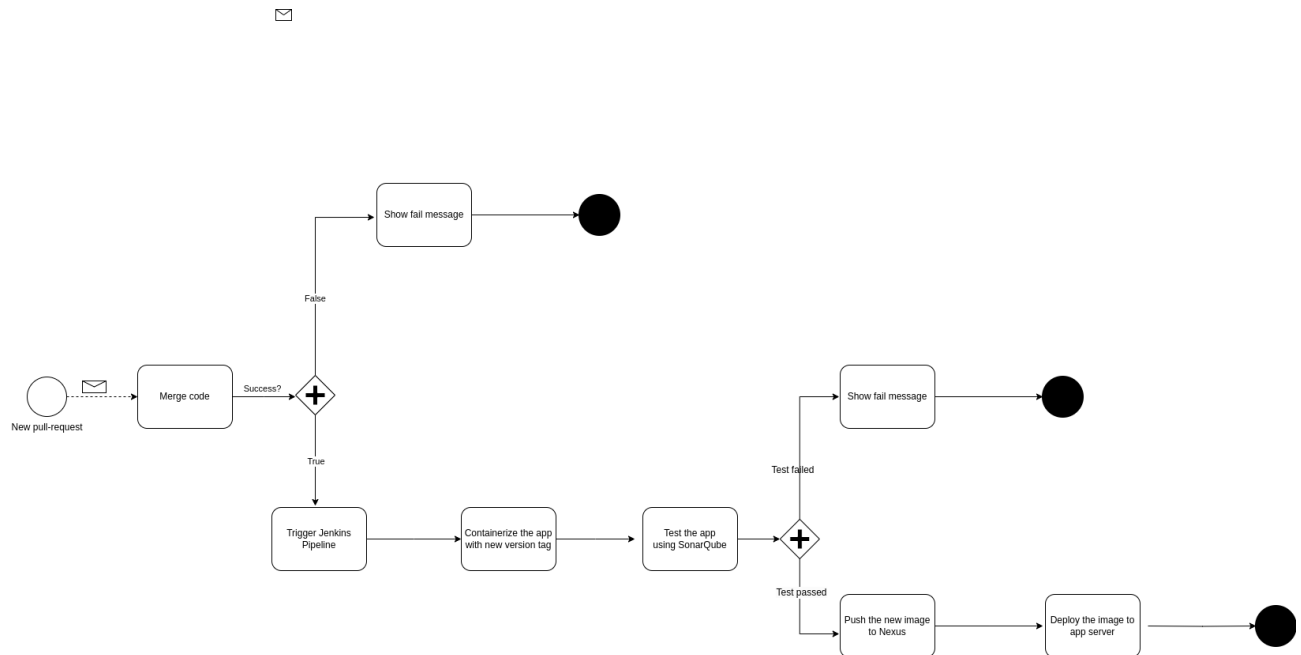 Show fail message
False
New pull-request
Merge code
Success?
True
Trigger Jenkins
Pipeline
Containerize the app
with new version tag
Test the app
using SonarQube
Show fail message
Test failed
Test passed
Push the new image
to Nexus
Deploy the image to
app server